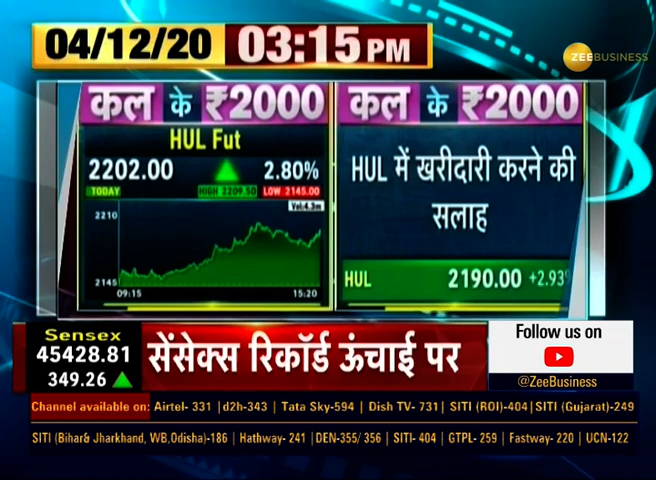 04/12/20 03:15 PM
ZEE BUSINESS
कल के ₹2000
HUL Fut
2202.00 2.80%
TODAY HIGH 2209.50 LOW 2145.00
Vol:4.3m
2210
2145
09:15 15:20
कल के ₹2000
HUL में खरीदारी करने की
सलाह
HUL 2190.00 +2.93%
Sensex
45428.81
349.26
सेंसेक्स रिकॉर्ड ऊंचाई पर
Follow us on
@ZeeBusiness
Channel available on: Airtel- 331 |d2h-343 | Tata Sky-594 | Dish TV- 731| SITI (ROI)-404| SITI (Gujarat)-249
SITI (Bihar& Jharkhand, WB,Odisha)-186 | Hathway- 241 |DEN-355/ 356 | SITI- 404 | GTPL- 259 | Fastway- 220 | UCN-122